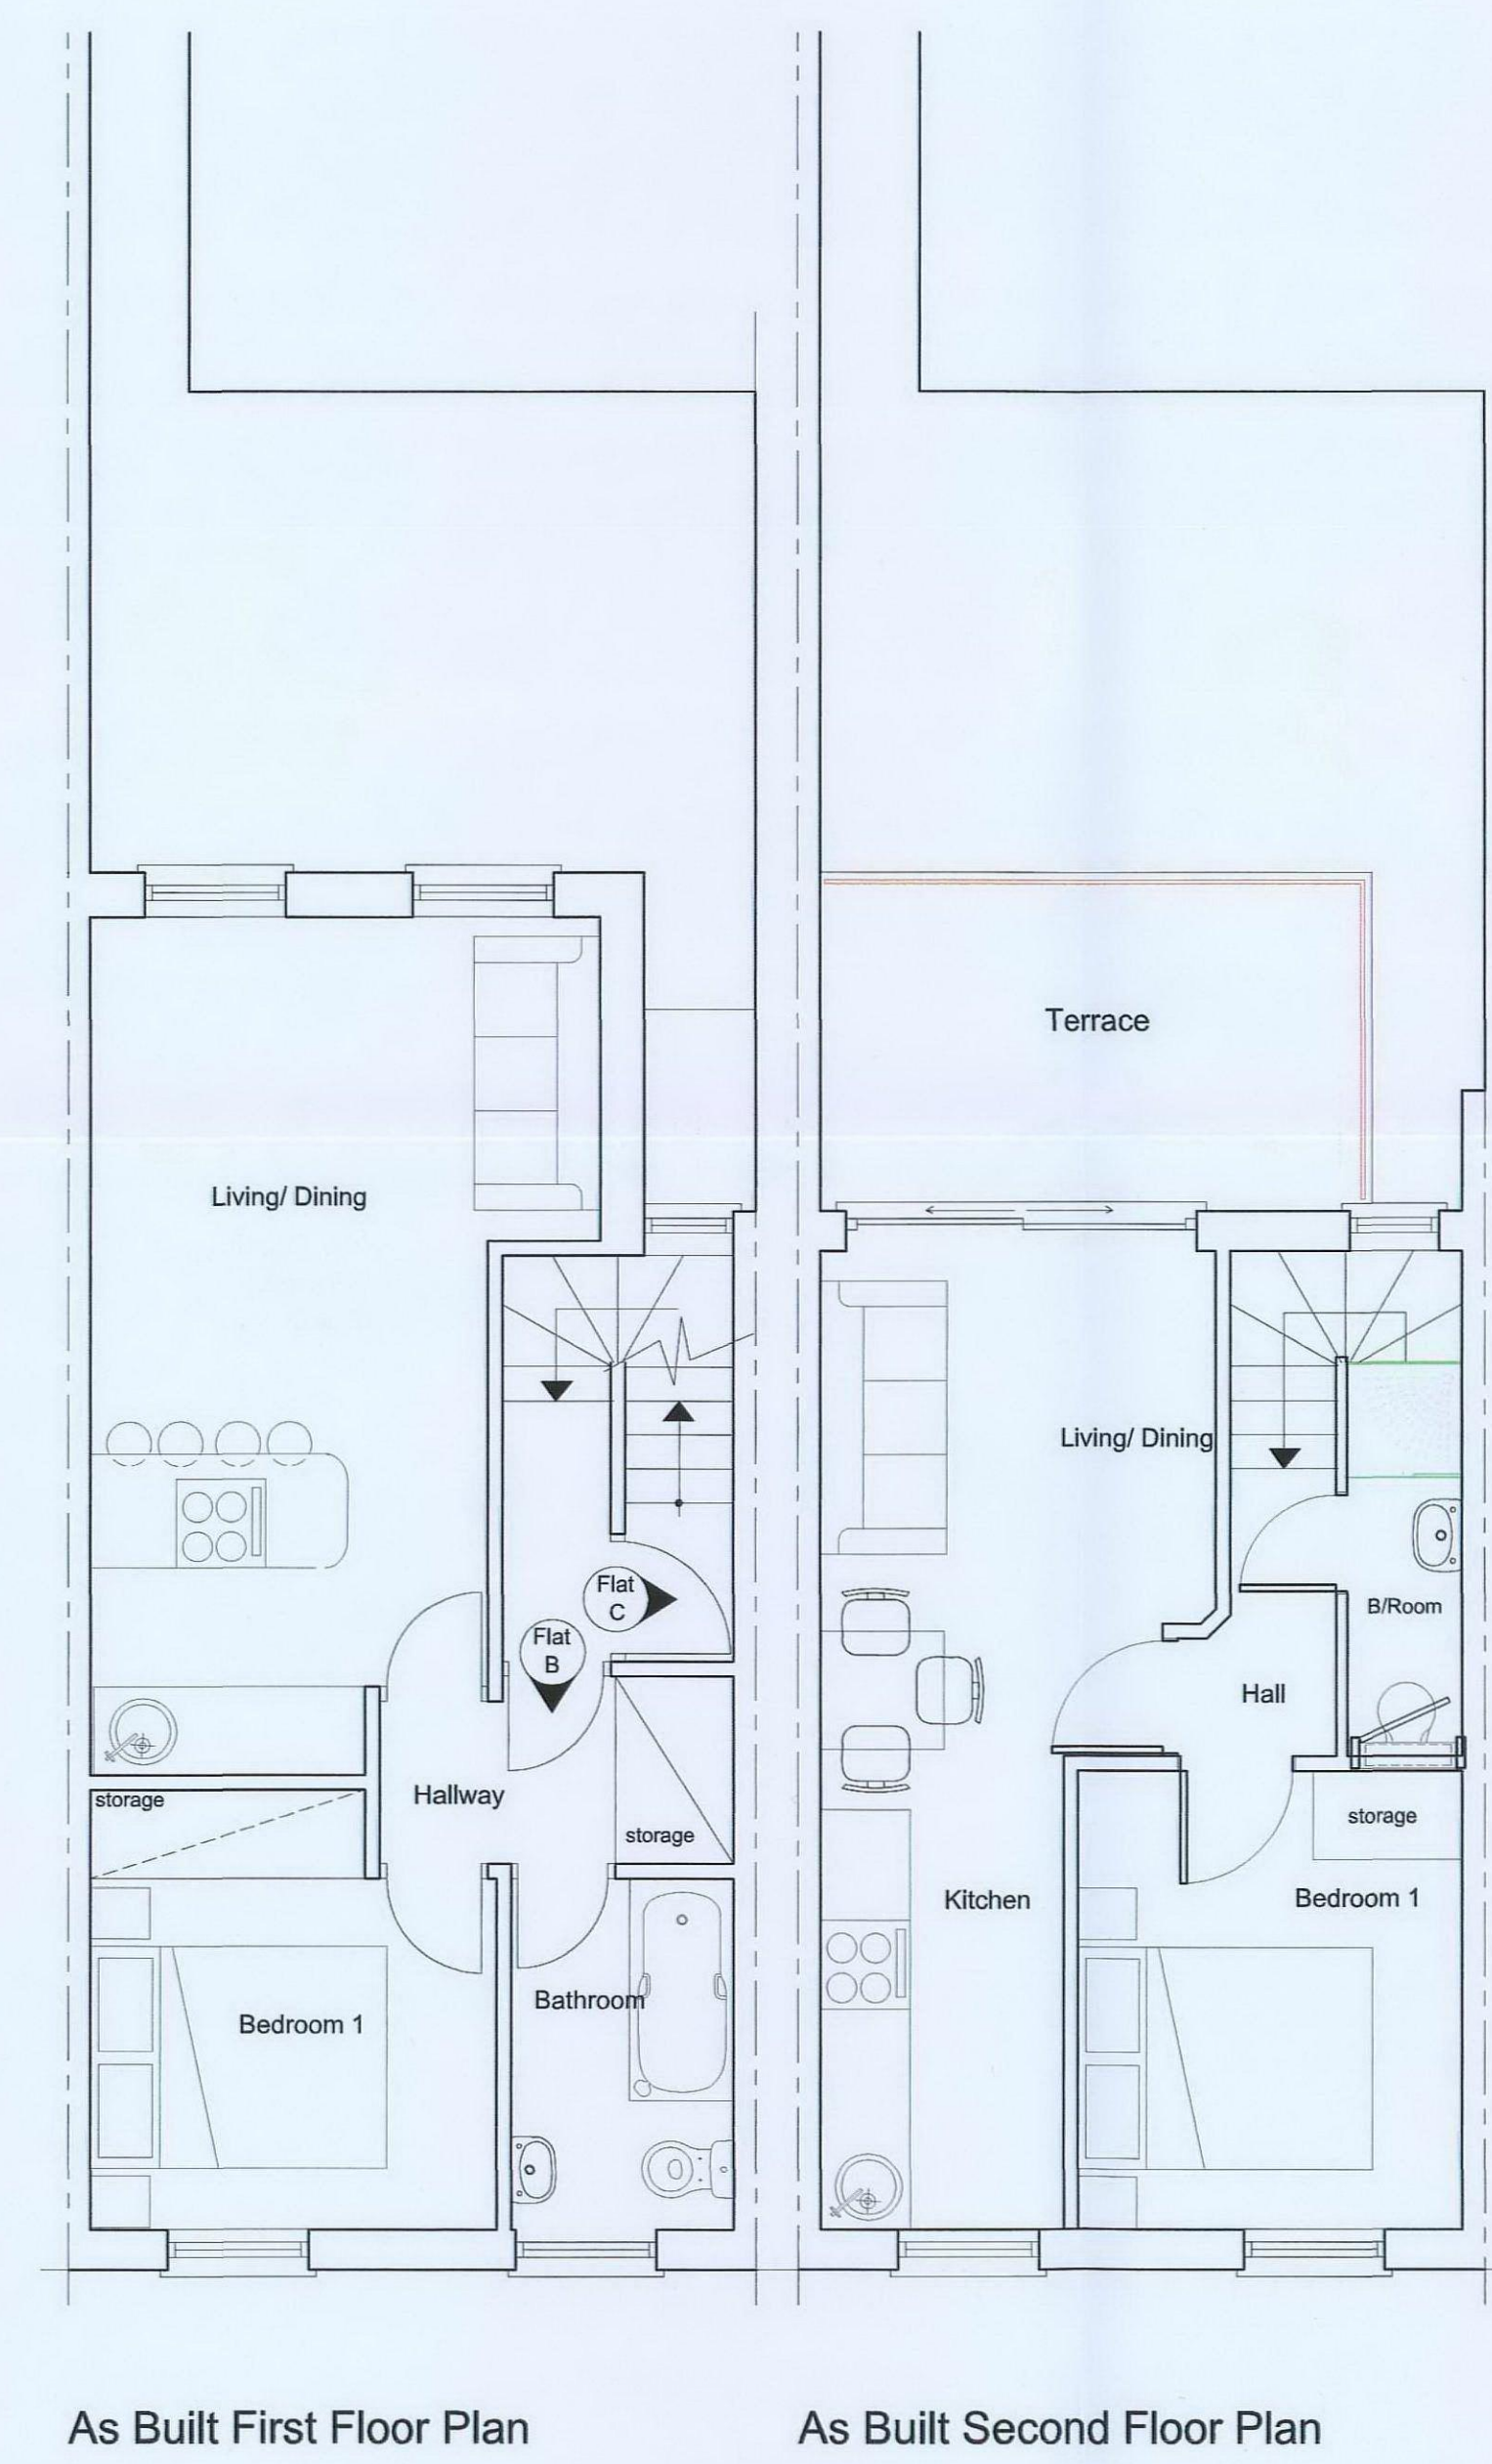 Living/ Dining
Flat
C
Flat
B
storage
Hallway
storage
Bedroom 1
Bathroom
As Built First Floor Plan
Terrace
Living/ Dining
B/Room
Hall
storage
Kitchen
Bedroom 1
As Built Second Floor Plan